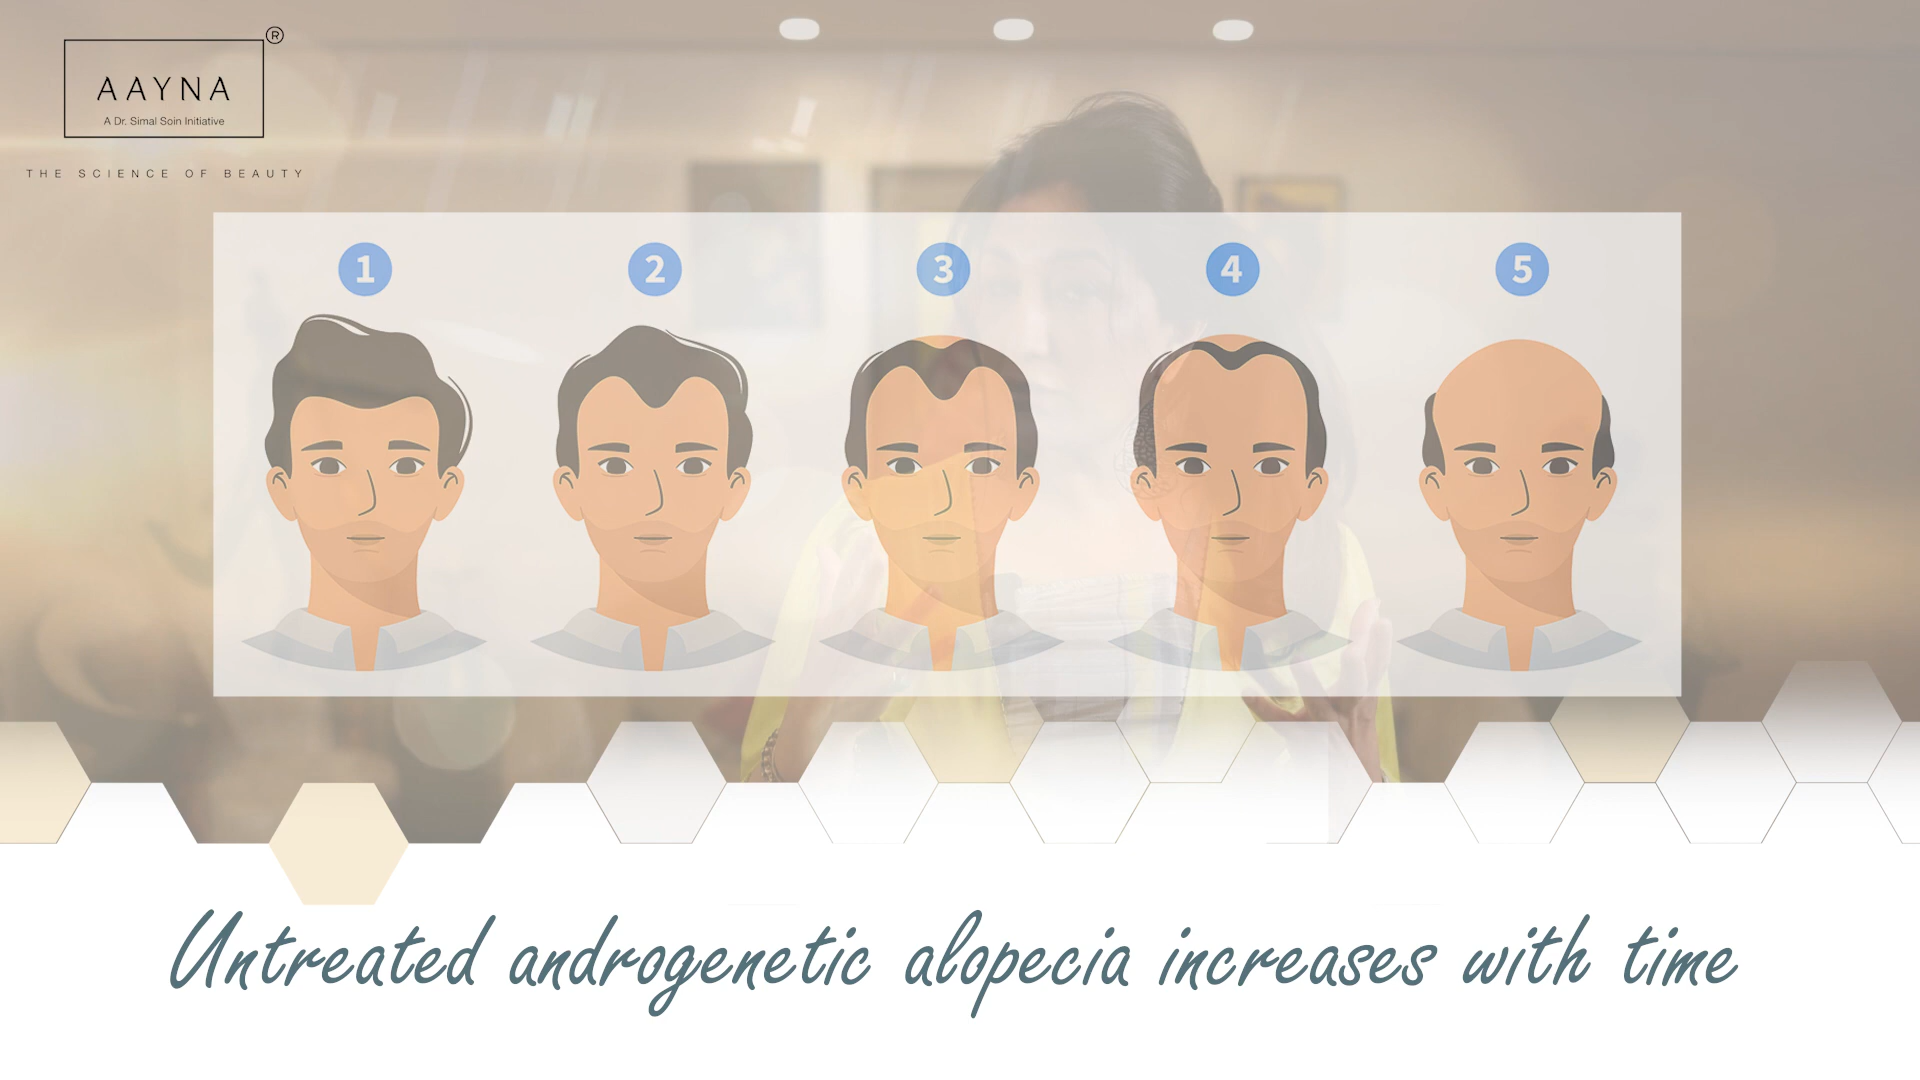 AAYNA
®
A Dr. Simal Soin Initiative
THE SCIENCE OF BEAUTY
1 2 3 4 5
Untreated androgenetic alopecia increases with time